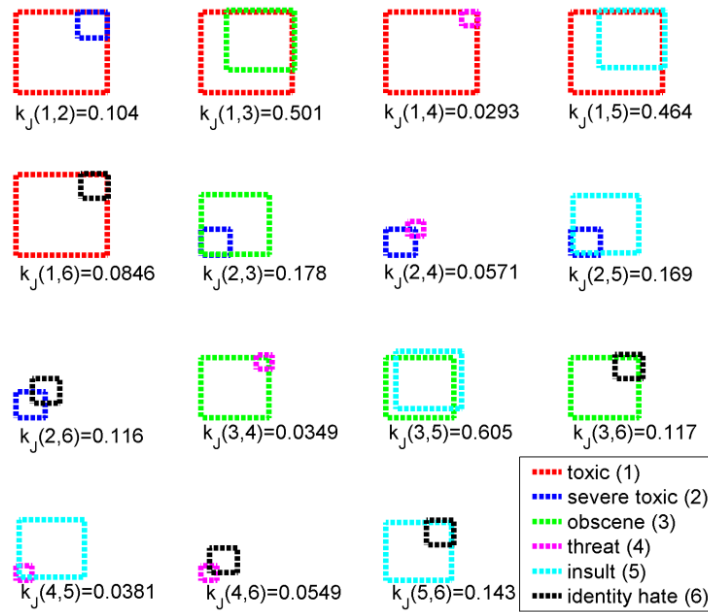 k_J(1,2)=0.104
k_J(1,3)=0.501
k_J(1,4)=0.0293
k_J(1,5)=0.464
k_J(1,6)=0.0846
k_J(2,3)=0.178
k_J(2,4)=0.0571
k_J(2,5)=0.169
k_J(2,6)=0.116
k_J(3,4)=0.0349
k_J(3,5)=0.605
k_J(3,6)=0.117
k_J(4,5)=0.0381
k_J(4,6)=0.0549
k_J(5,6)=0.143
toxic (1)
severe toxic (2)
obscene (3)
threat (4)
insult (5)
identity hate (6)